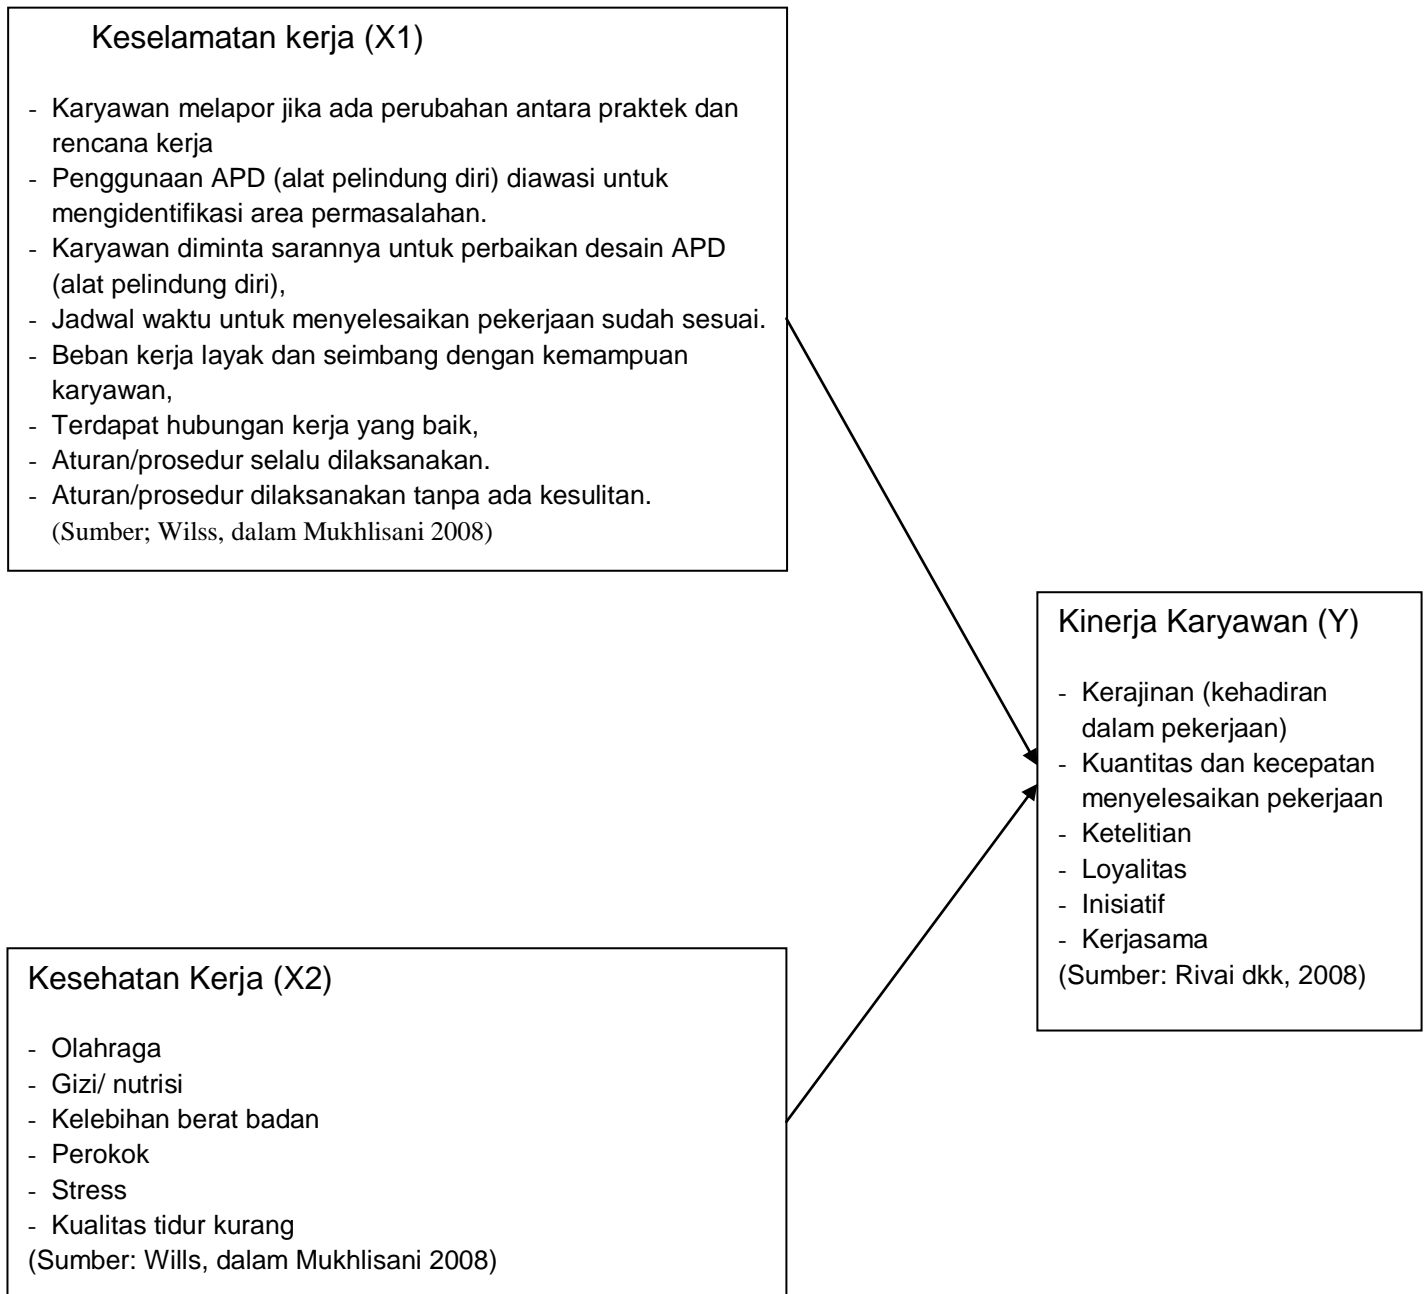 Keselamatan kerja (X1)
- Karyawan melapor jika ada perubahan antara praktek dan
rencana kerja
- Penggunaan APD (alat pelindung diri) diawasi untuk
mengidentifikasi area permasalahan.
- Karyawan diminta sarannya untuk perbaikan desain APD
(alat pelindung diri),
- Jadwal waktu untuk menyelesaikan pekerjaan sudah sesuai.
- Beban kerja layak dan seimbang dengan kemampuan
karyawan,
- Terdapat hubungan kerja yang baik,
- Aturan/prosedur selalu dilaksanakan.
- Aturan/prosedur dilaksanakan tanpa ada kesulitan.
(Sumber; Wilss, dalam Mukhlisani 2008)
Kinerja Karyawan (Y)
- Kerajinan (kehadiran
dalam pekerjaan)
- Kuantitas dan kecepatan
menyelesaikan pekerjaan
- Ketelitian
- Loyalitas
- Inisiatif
- Kerjasama
(Sumber: Rivai dkk, 2008)
Kesehatan Kerja (X2)
- Olahraga
- Gizi/ nutrisi
- Kelebihan berat badan
- Perokok
- Stress
- Kualitas tidur kurang
(Sumber: Wills, dalam Mukhlisani 2008)